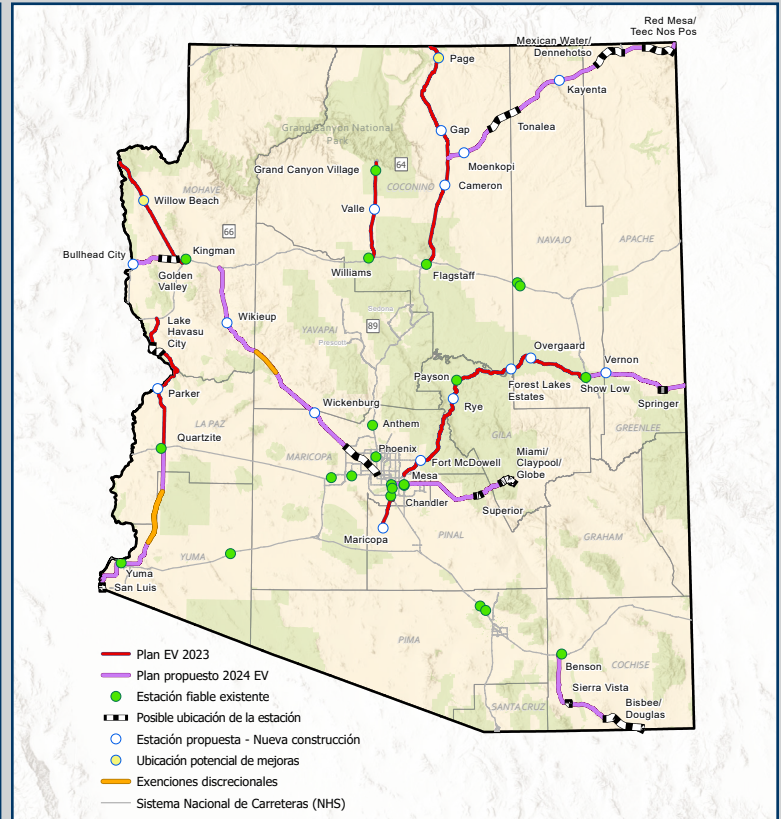 Red Mesa/
Teec Nos Pos
Mexican Water/
Dennehotso
Page
Kayenta
Tonalea
Gap
Grand Canyon National
Park
Grand Canyon Village
64
Moenkopi
COCONINO
Cameron
MOHAVE
Willow Beach
Valle
66
NAVAJO
APACHE
Bullhead City
Kingman
Golden
Valley
Williams
Flagstaff
Lake
Havasu
City
Wikieup
Sedona
89
YAVAPAI
Prescott
Overgaard
Vernon
Payson
Forest Lakes
Estates
Show Low
Parker
Rye
Springer
Wickenburg
LA PAZ
Anthem
GREENLEE
Quartzite
GILA
MARICOPA
Phoenix
Fort McDowell
Miami/
Claypool/
Globe
Mesa
Chandler
Superior
Maricopa
PINAL
GRAHAM
YUMA
Yuma
San Luis
PIMA
Benson
COCHISE
Sierra Vista
Bisbee/
Douglas
SANTA CRUZ
Plan EV 2023
Plan propuesto 2024 EV
Estación fiable existente
Posible ubicación de la estación
Estación propuesta - Nueva construcción
Ubicación potencial de mejoras
Exenciones discrecionales
Sistema Nacional de Carreteras (NHS)